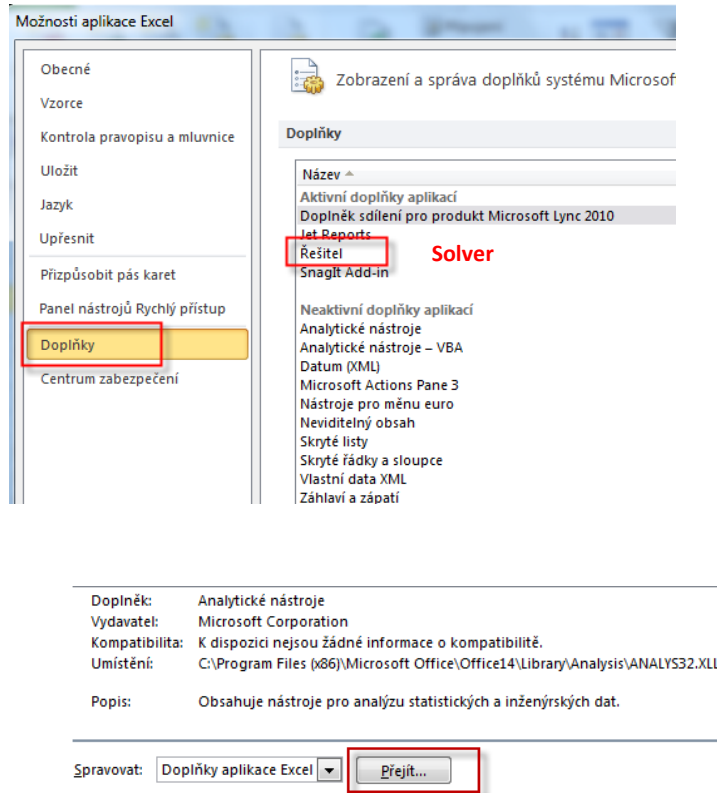 Možnosti aplikace Excel
Obecné
Vzorce
Kontrola pravopisu a mluvnice
Uložit
Jazyk
Upřesnit
Přizpůsobit pás karet
Panel nástrojů Rychlý přístup
Doplňky
Centrum zabezpečení
Zobrazení a správa doplňků systému Microsof
Doplňky
Název
Aktivní doplňky aplikací
Doplněk sdílení pro produkt Microsoft Lync 2010
Jet Reports
Řešitel
Solver
SnagIt Add-in
Neaktivní doplňky aplikací
Analytické nástroje
Analytické nástroje – VBA
Datum (XML)
Microsoft Actions Pane 3
Nástroje pro měnu euro
Neviditelný obsah
Skryté listy
Skryté řádky a sloupce
Vlastní data XML
Záhlaví a zápatí
Doplněk: Analytické nástroje
Vydavatel: Microsoft Corporation
Kompatibilita: K dispozici nejsou žádné informace o kompatibilitě.
Umístění: C:\Program Files (x86)\Microsoft Office\Office14\Library\Analysis\ANALYS32.XLL
Popis: Obsahuje nástroje pro analýzu statistických a inženýrských dat.
Spravovat: Doplňky aplikace Excel Přejít...